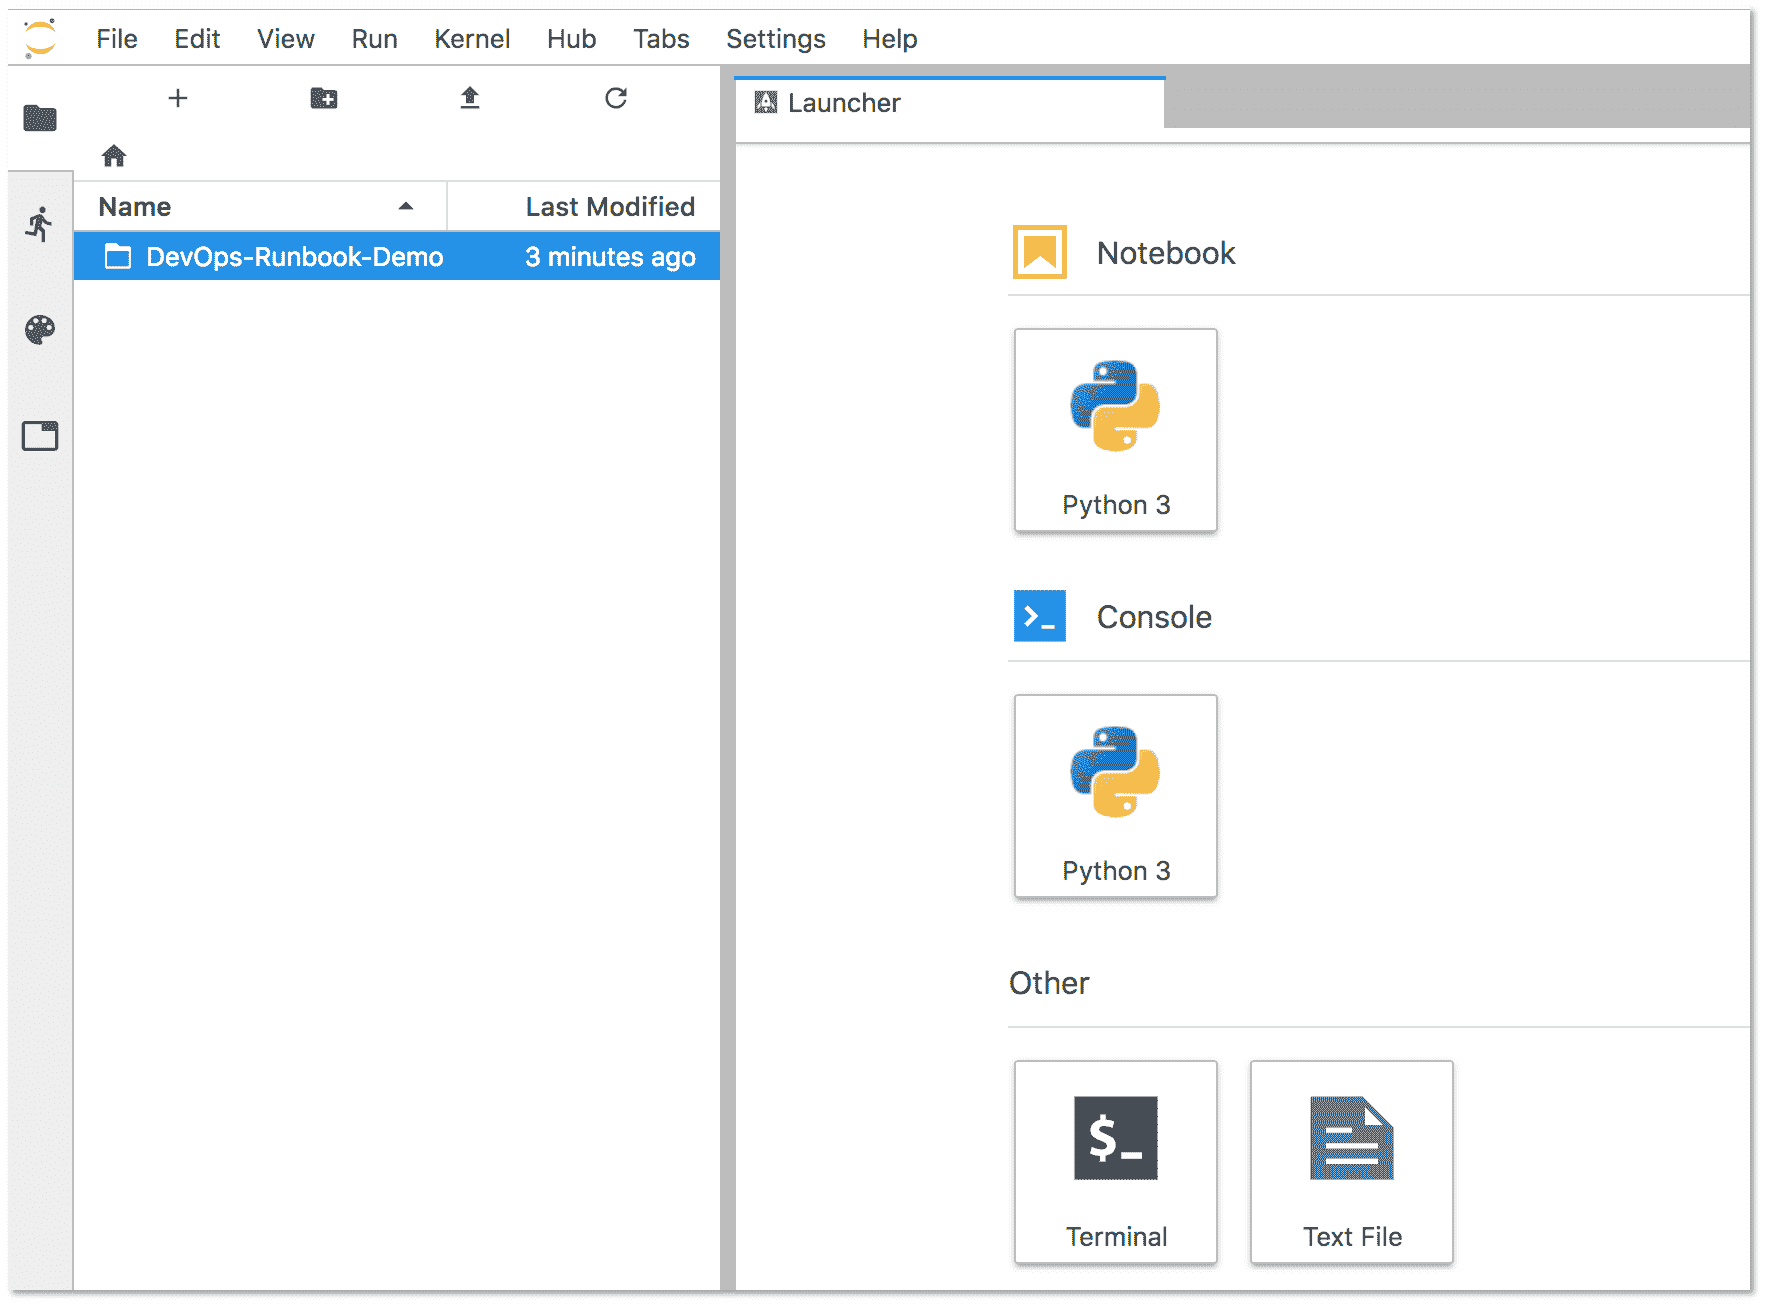 File Edit View Run Kernel Hub Tabs Settings Help
Launcher
Name Last Modified
DevOps-Runbook-Demo 3 minutes ago
Notebook
Python 3
Console
>_
Python 3
Other
$_
Terminal Text File